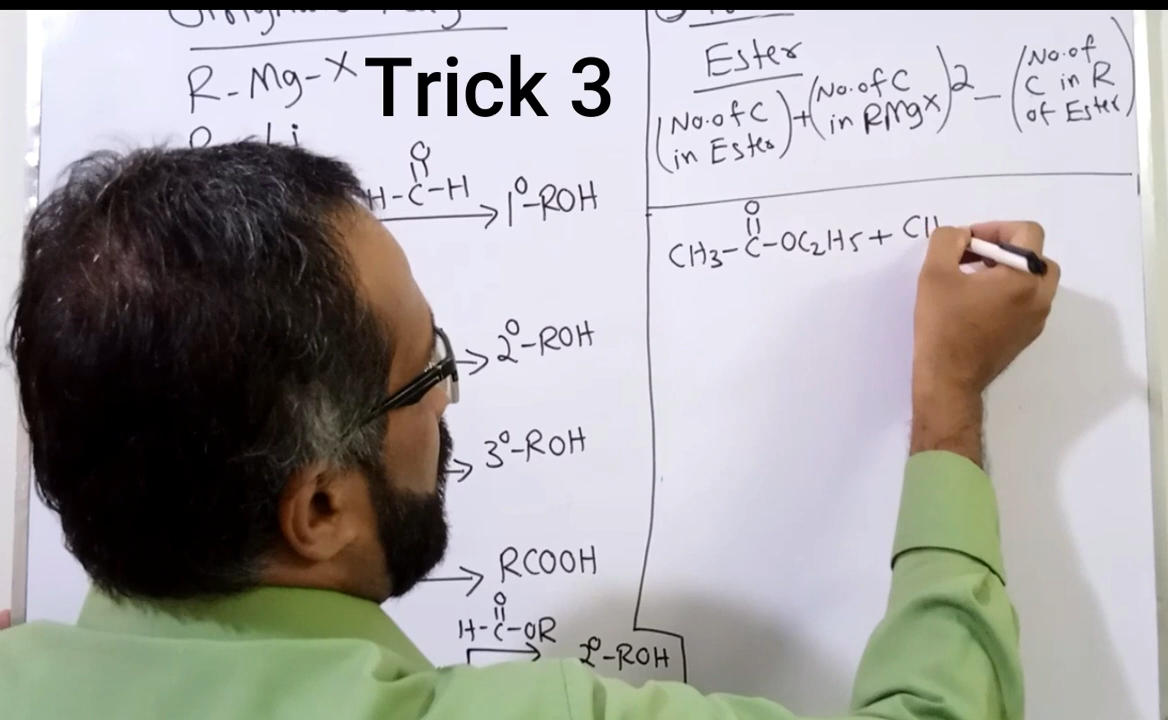 R-Mg-X
Trick 3
H-C-H
O
1°-ROH
2°-ROH
3°-ROH
RCOOH
O
H-C-OR
2°-ROH
Ester
(No. of C in Ester) + (No. of C in RMgX)2 - (No. of C in R of Ester)
O
CH3-C-OC2H5 + CH